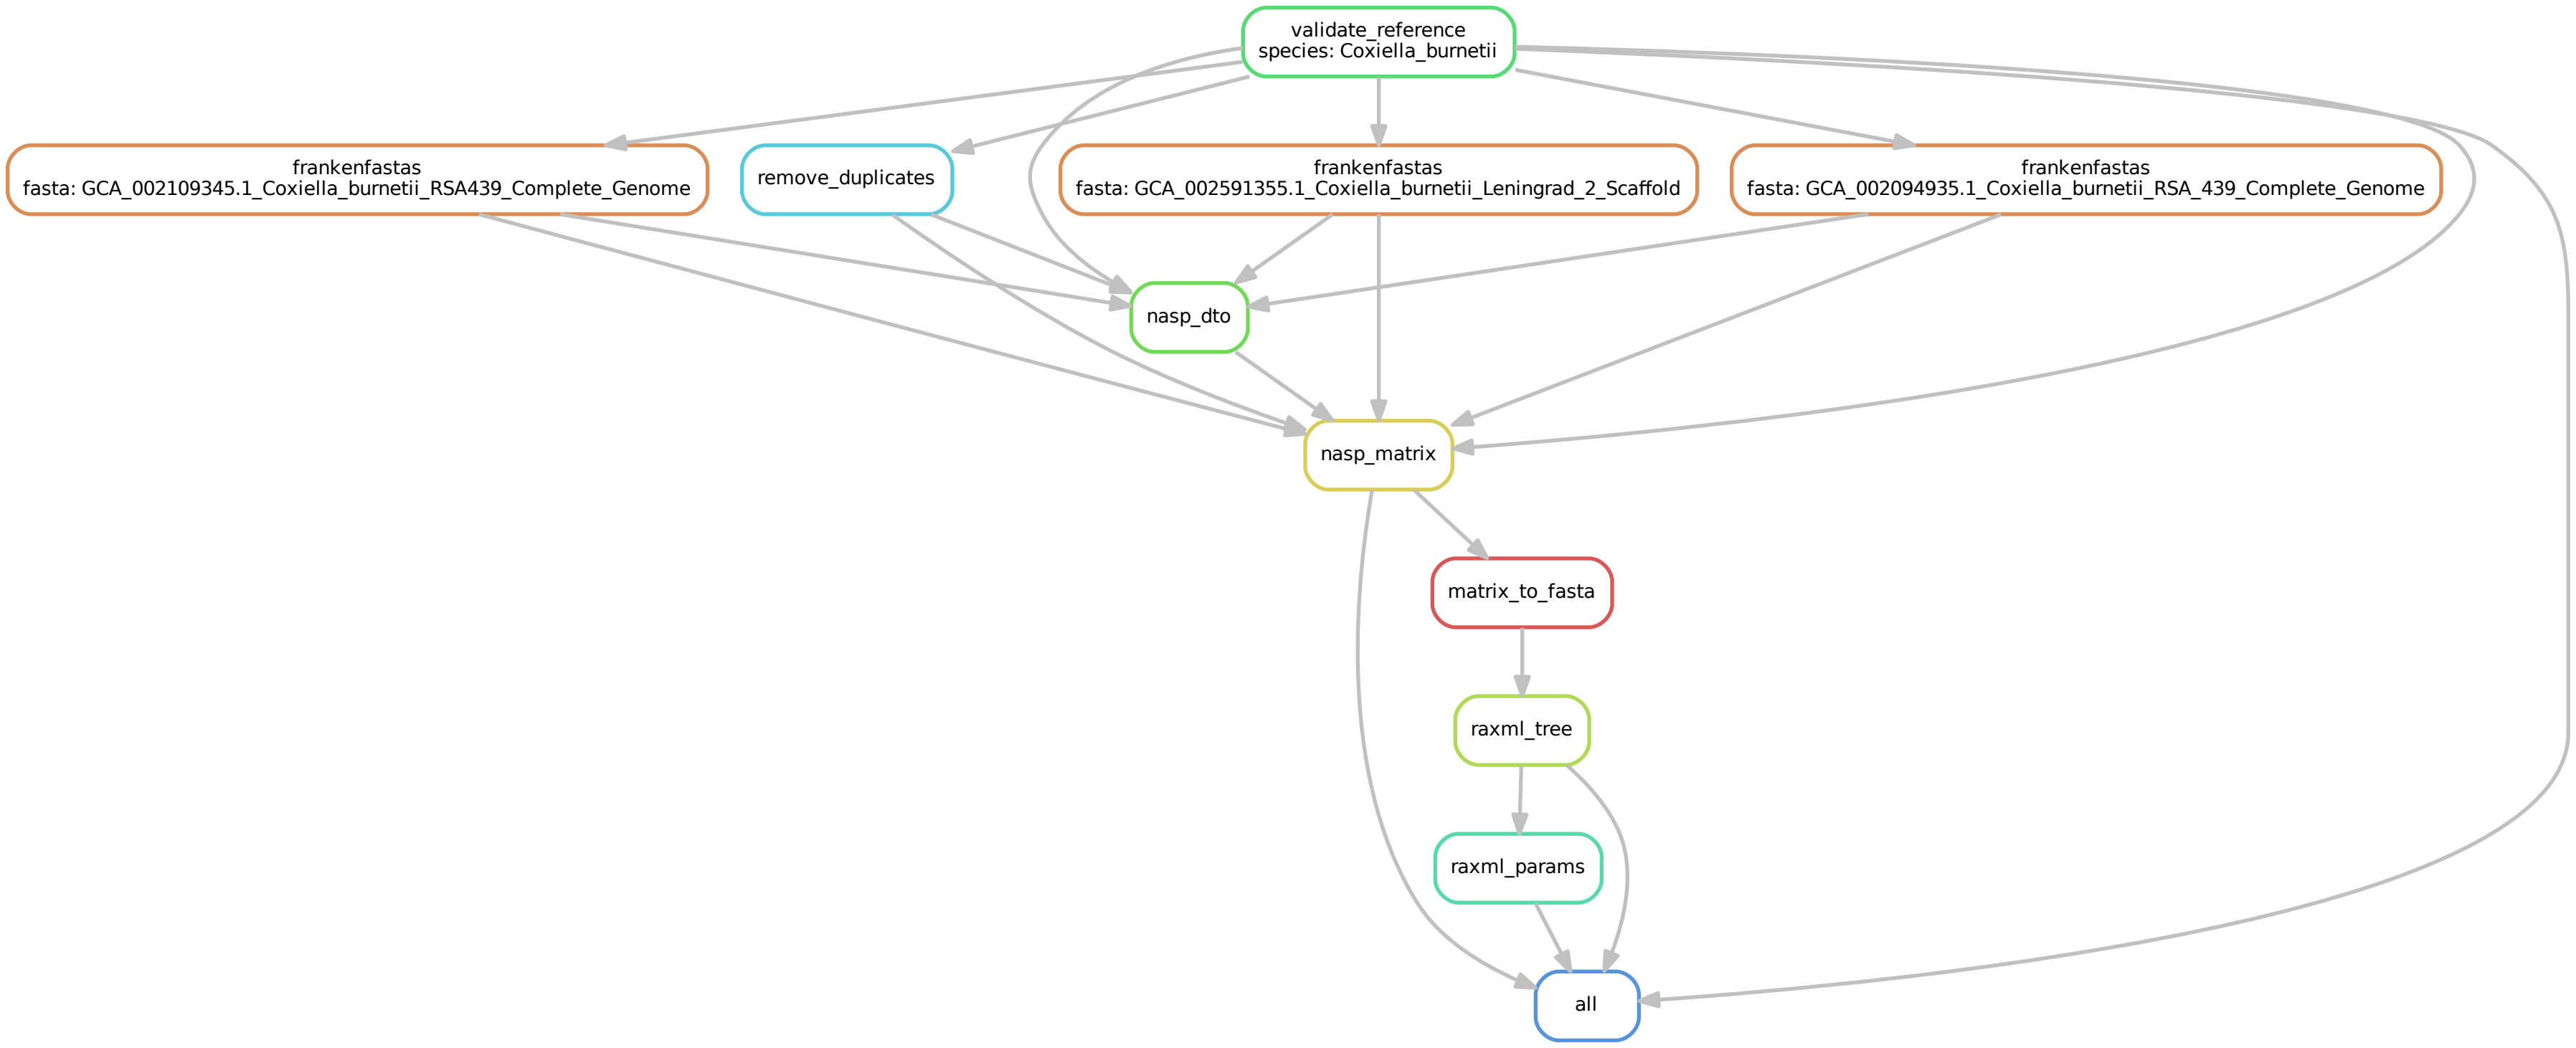 validate_reference
species: Coxiella_burnetii
frankenfastas
fasta: GCA_002109345.1_Coxiella_burnetii_RSA439_Complete_Genome
remove_duplicates
frankenfastas
fasta: GCA_002591355.1_Coxiella_burnetii_Leningrad_2_Scaffold
frankenfastas
fasta: GCA_002094935.1_Coxiella_burnetii_RSA_439_Complete_Genome
nasp_dto
nasp_matrix
matrix_to_fasta
raxml_tree
raxml_params
all